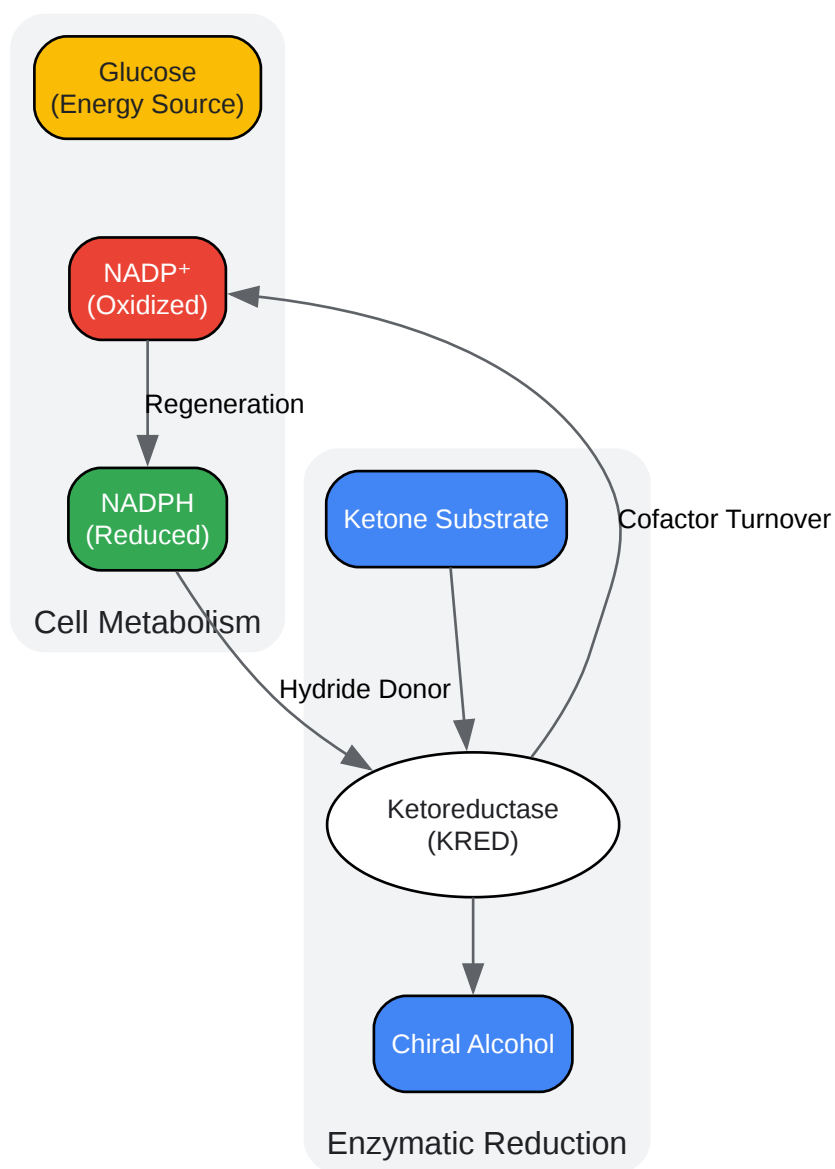 Glucose
(Energy Source)
NADP⁺
(Oxidized)
Regeneration
NADPH
(Reduced)
Cell Metabolism
Ketone Substrate
Cofactor Turnover
Hydride Donor
Ketoreductase
(KRED)
Chiral Alcohol
Enzymatic Reduction